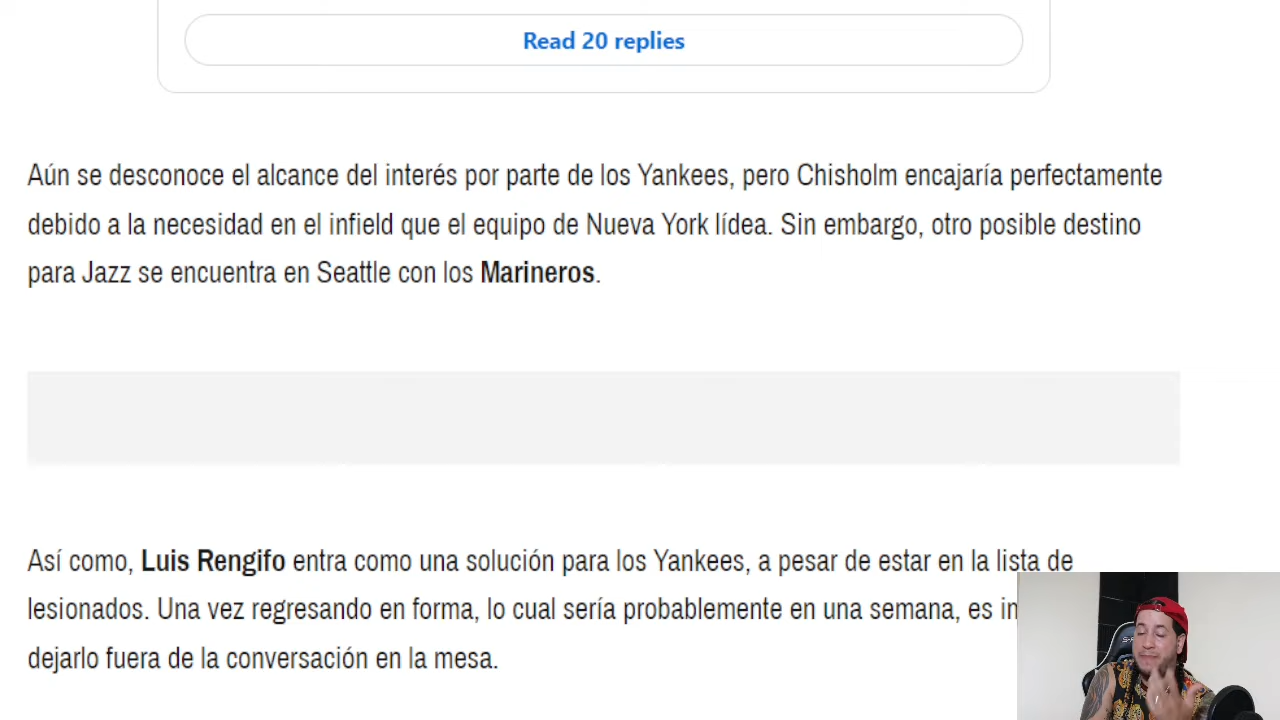 Read 20 replies
Aún se desconoce el alcance del interés por parte de los Yankees, pero Chisholm encajaría perfectamente
debido a la necesidad en el infield que el equipo de Nueva York lídea. Sin embargo, otro posible destino
para Jazz se encuentra en Seattle con los Marineros.
Así como, Luis Rengifo entra como una solución para los Yankees, a pesar de estar en la lista de
lesionados. Una vez regresando en forma, lo cual sería probablemente en una semana, es
dejarlo fuera de la conversación en la mesa.